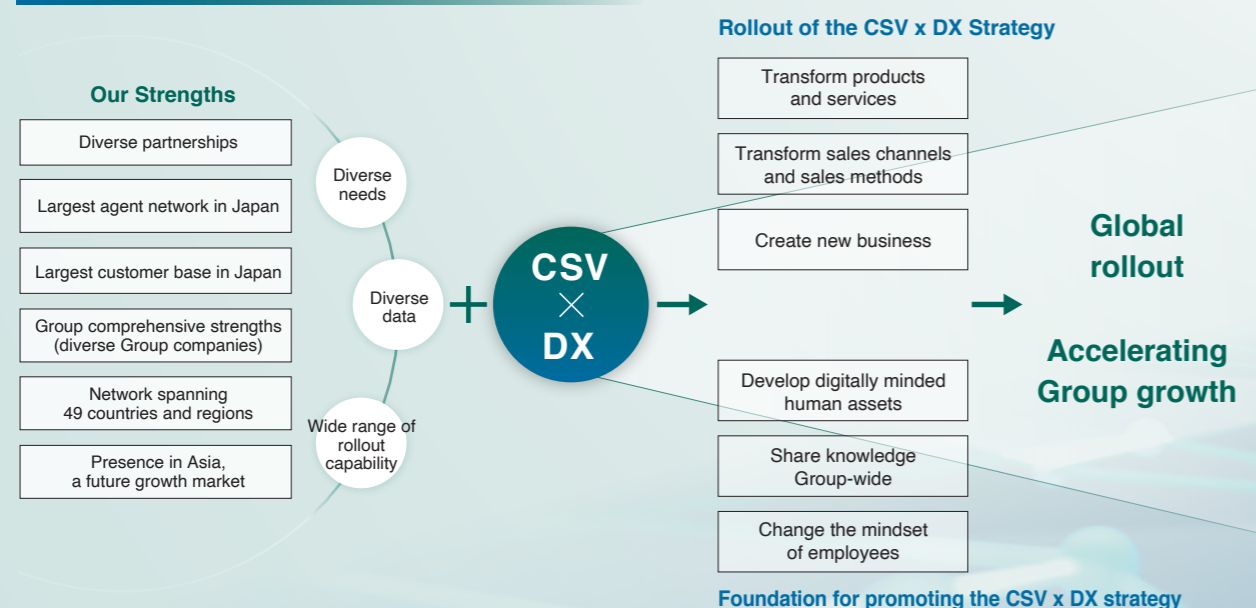 Our Strengths
Diverse partnerships
Largest agent network in Japan
Largest customer base in Japan
Group comprehensive strengths
(diverse Group companies)
Network spanning
49 countries and regions
Presence in Asia,
a future growth market
Diverse
needs
Diverse
data
Wide range of
rollout
capability
+
CSV
×
DX
Rollout of the CSV x DX Strategy
Transform products
and services
Transform sales channels
and sales methods
Create new business
Develop digitally minded
human assets
Share knowledge
Group-wide
Change the mindset
of employees
Foundation for promoting the CSV x DX strategy
Global
rollout
Accelerating
Group growth